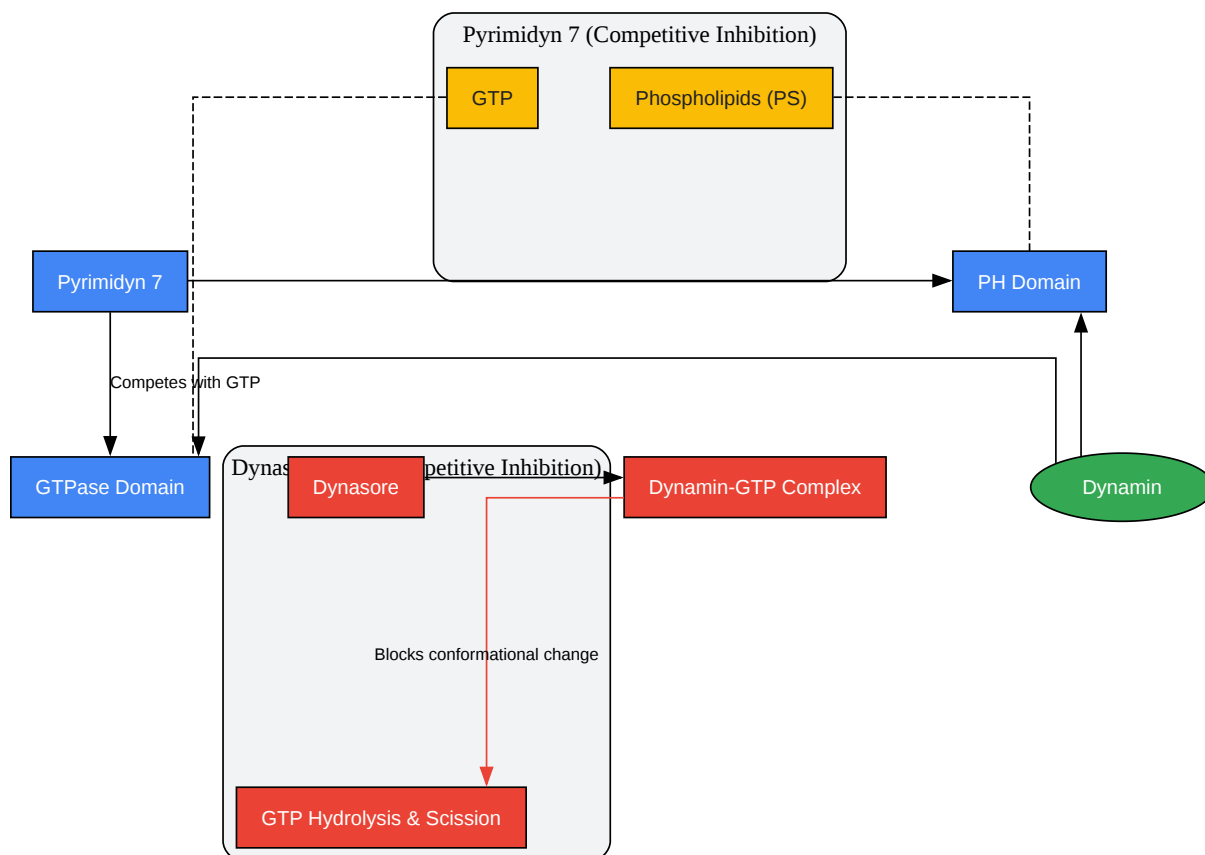 Pyrimidyn 7 (Competitive Inhibition)
GTP
Phospholipids (PS)
Pyrimidyn 7
PH Domain
Competes with GTP
GTPase Domain
Dynas petitive Inhibition)
Dynasore
Dynamin-GTP Complex
Dynamin
Blocks conformational change
GTP Hydrolysis & Scission